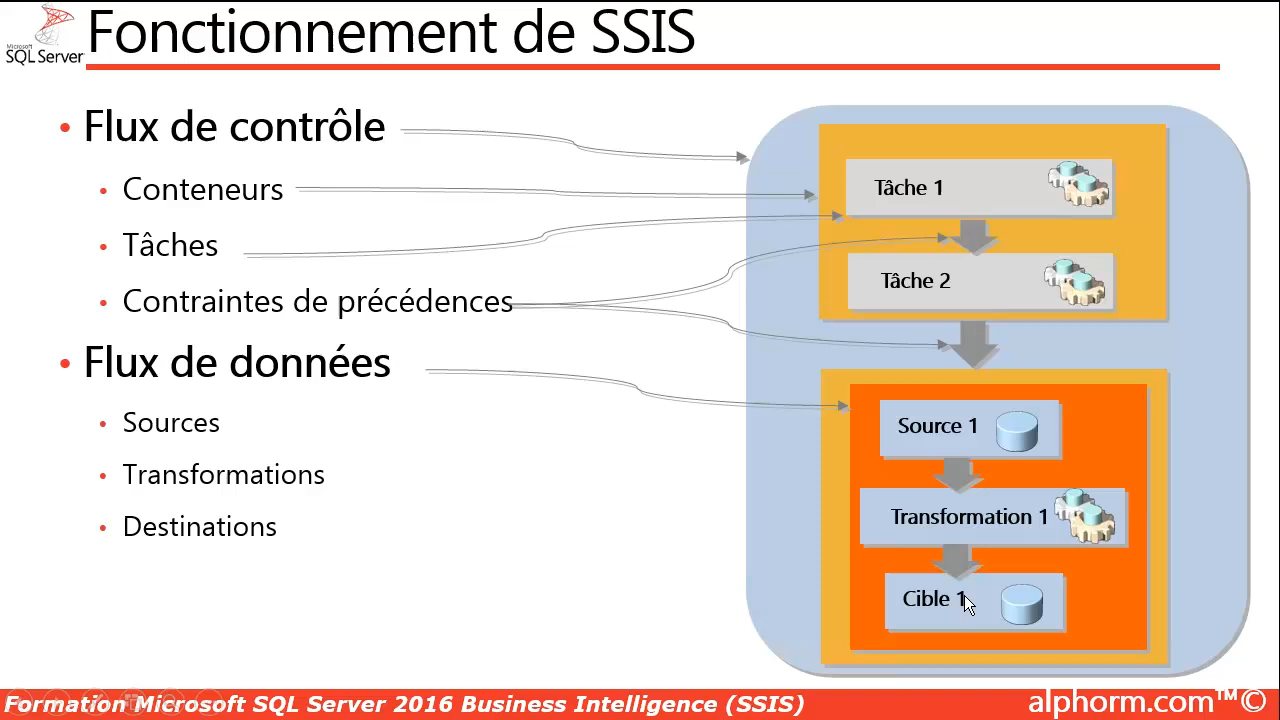 Microsoft
SQL Server
Fonctionnement de SSIS
• Flux de contrôle
• Conteneurs
• Tâches
• Contraintes de précédences
• Flux de données
• Sources
• Transformations
• Destinations
Tâche 1
Tâche 2
Source 1
Transformation 1
Cible 1
Formation Microsoft SQL Server 2016 Business Intelligence (SSIS)
alphorm.com™©